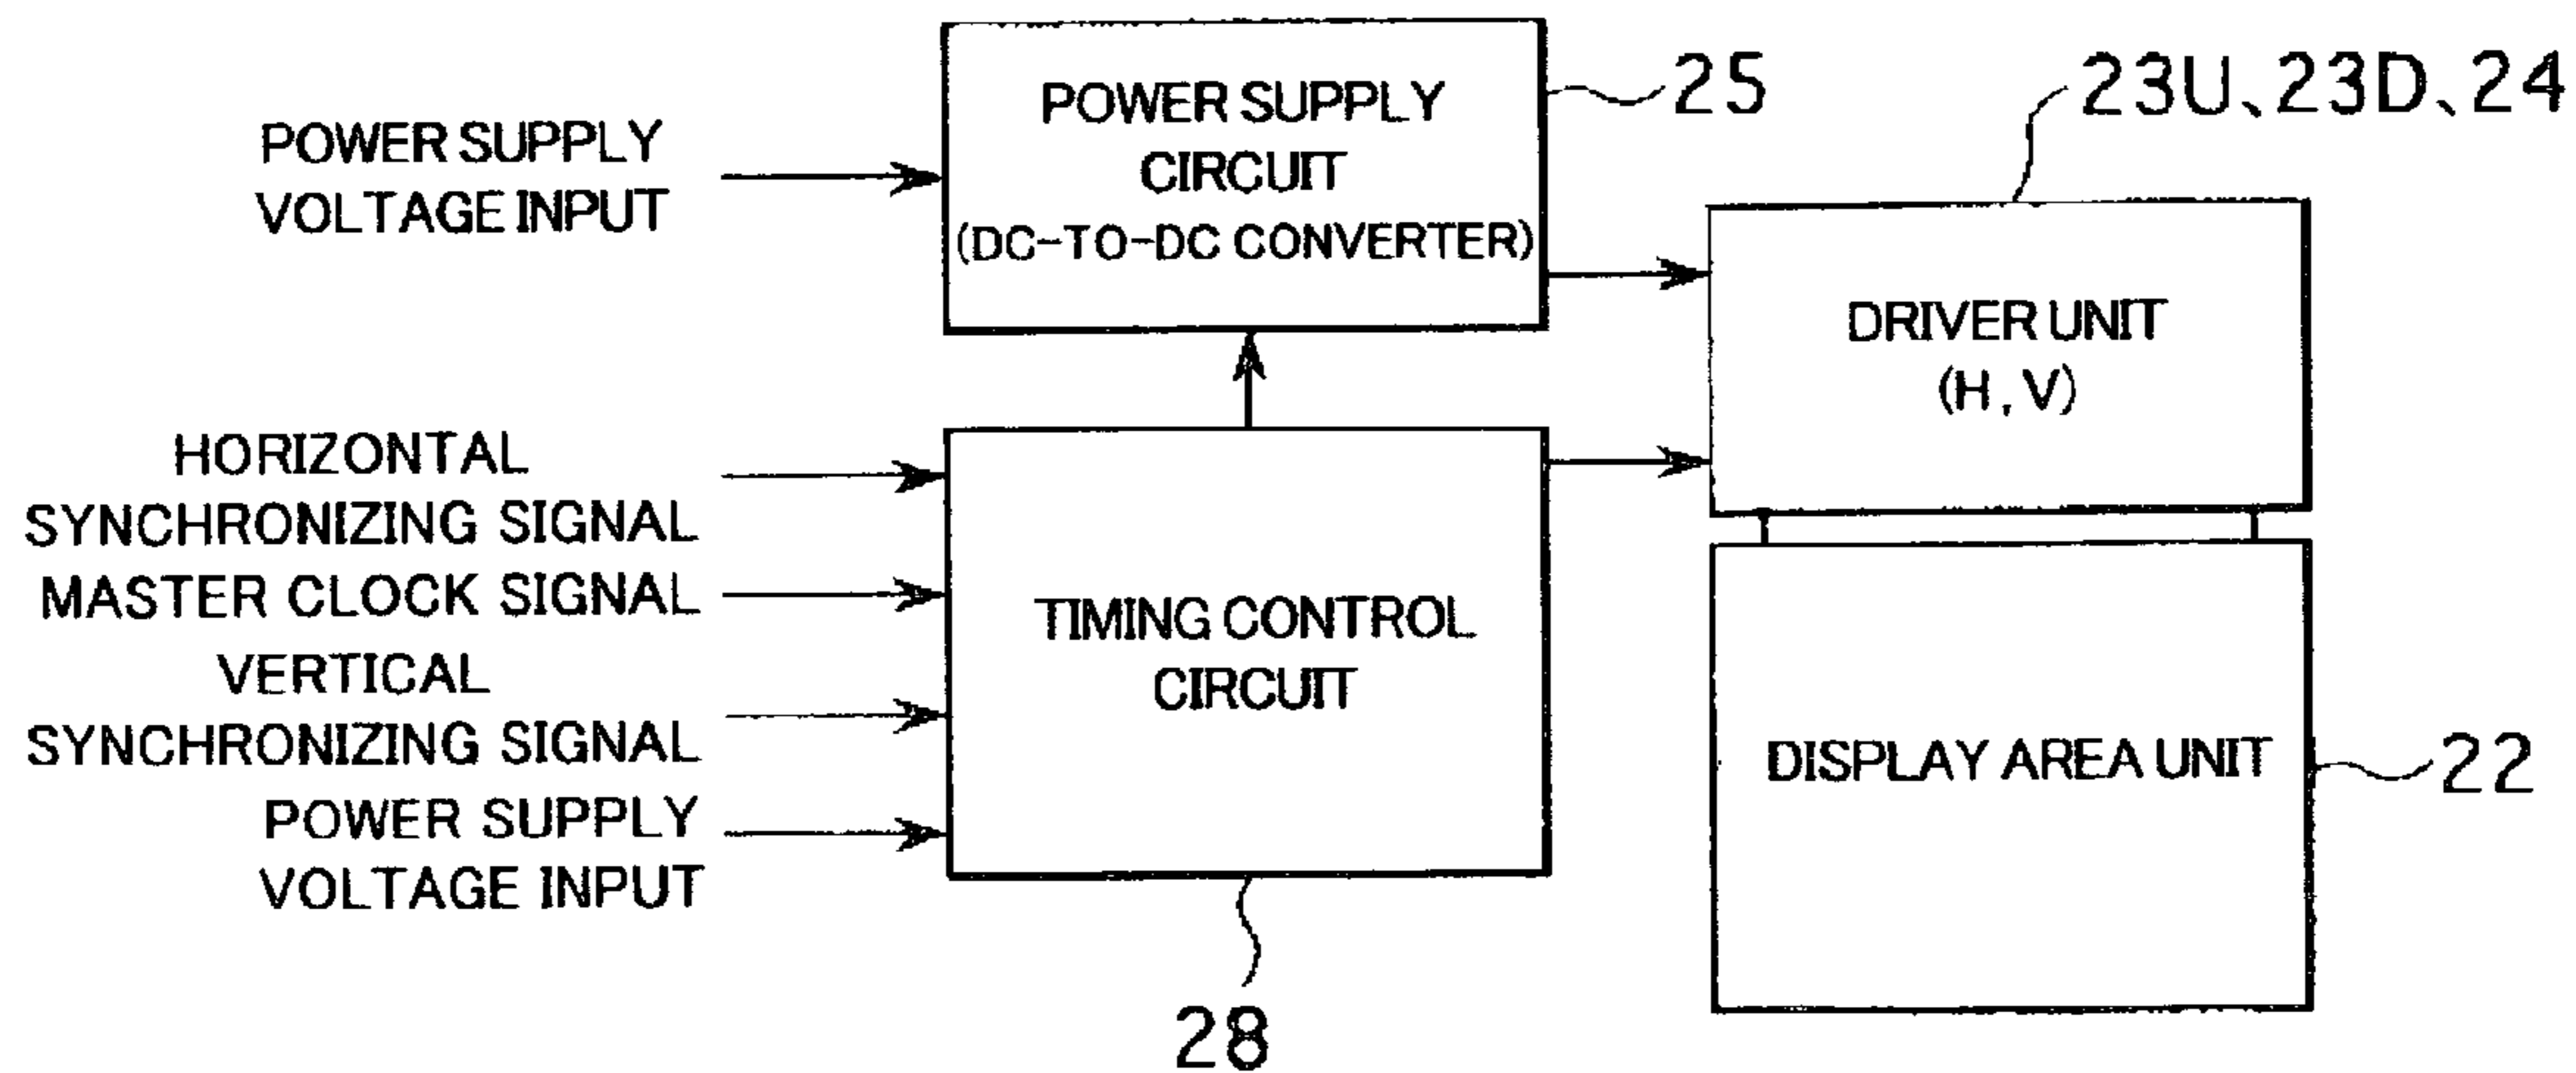 POWER SUPPLY
VOLTAGE INPUT
POWER SUPPLY
CIRCUIT
(DC-TO-DC CONVERTER)
25
23U、23D、24
DRIVER UNIT
(H, V)
HORIZONTAL
SYNCHRONIZING SIGNAL
MASTER CLOCK SIGNAL
VERTICAL
SYNCHRONIZING SIGNAL
POWER SUPPLY
VOLTAGE INPUT
TIMING CONTROL
CIRCUIT
28
DISPLAY AREA UNIT
22